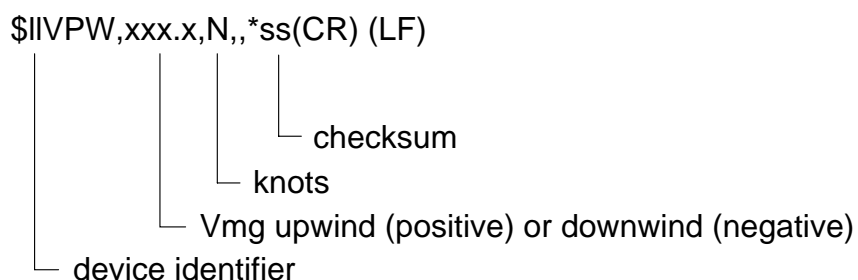 $IIVPW,xxx.x,N,,*ss(CR) (LF)
checksum
knots
Vmg upwind (positive) or downwind (negative)
device identifier